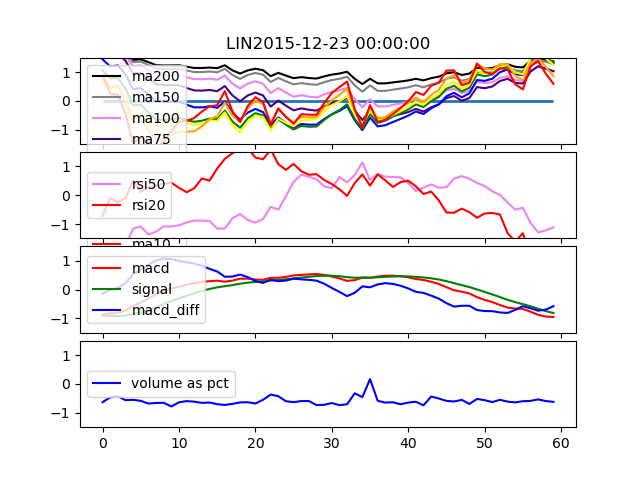 LIN2015-12-23 00:00:00
1
0
−1
ma200
ma150
ma100
ma75
ma10
1
0
−1
rsi50
rsi20
1
0
−1
macd
signal
macd_diff
1
0
−1
volume as pct
0 10 20 30 40 50 60